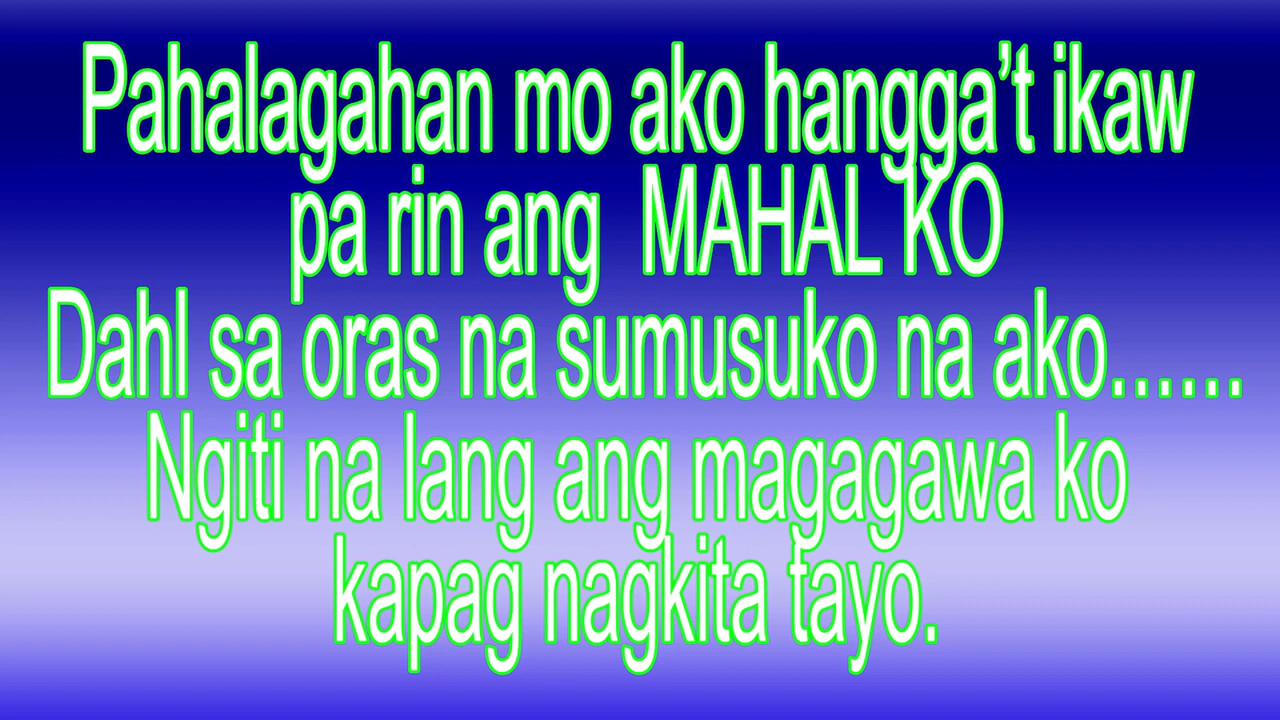 Pahalagahan mo ako hangga’t ikaw
pa rin ang MAHAL KO
Dahl sa oras na sumusuko na ako......
Ngiti na lang ang magagawa ko
kapag nagkita tayo.